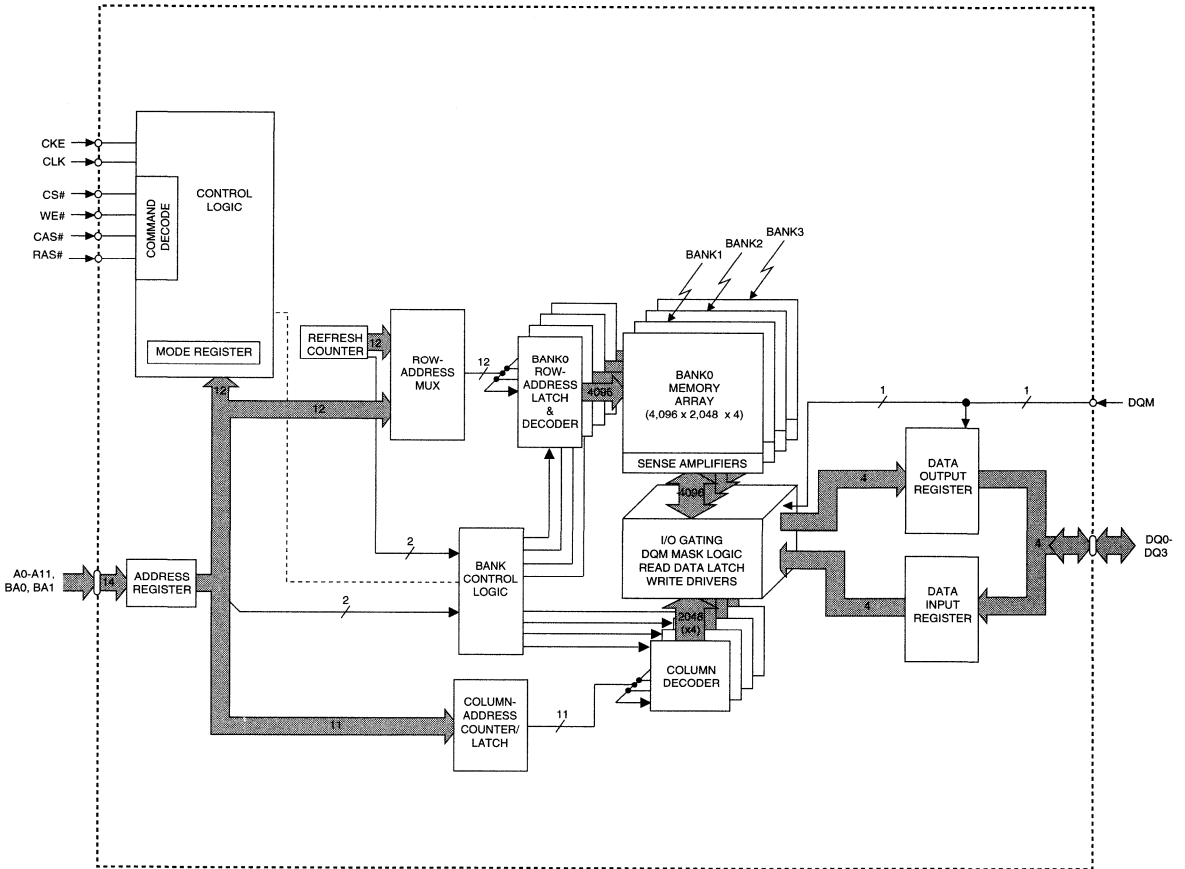 CKE
CLK
CS#
WE#
CAS#
RAS#
CONTROL
LOGIC
COMMAND
DECODE
MODE REGISTER
12
REFRESH
COUNTER
12
12
ROW-
ADDRESS
MUX
12
BANK0
ROW-
ADDRESS
LATCH
&
DECODER
4096
BANK1
BANK2
BANK3
BANK0
MEMORY
ARRAY
(4,096 x 2,048 x 4)
SENSE AMPLIFIERS
4096
I/O GATING
DQM MASK LOGIC
READ DATA LATCH
WRITE DRIVERS
2048
(x4)
COLUMN
DECODER
1
1
DQM
4
DATA
OUTPUT
REGISTER
4
DATA
INPUT
REGISTER
4
DQ0-
DQ3
A0-A11,
BA0, BA1
14
ADDRESS
REGISTER
2
2
BANK
CONTROL
LOGIC
11
COLUMN-
ADDRESS
COUNTER/
LATCH
11